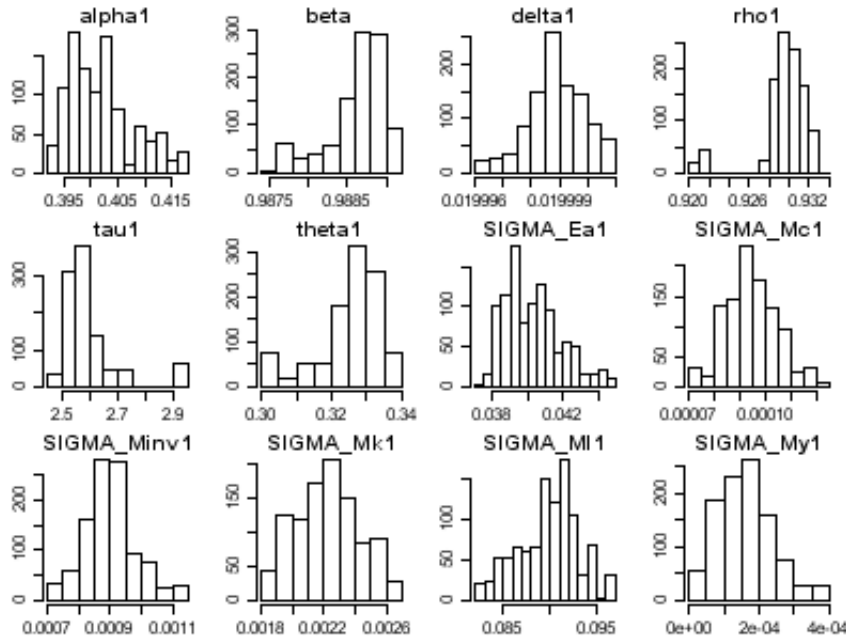 alpha1 beta delta1 rho1
0 50 100 0 100 200 300 0 50 100 200 0 50 100 200
0.395 0.405 0.415 0.9875 0.9885 0.019996 0.019999 0.920 0.926 0.932
tau1 theta1 SIGMA_Ea1 SIGMA_Mc1
0 100 300 0 100 200 300 0 50 100 0 50 150
2.5 2.7 2.9 0.30 0.32 0.34 0.038 0.042 0.00007 0.00010
SIGMA_Minv1 SIGMA_Mk1 SIGMA_Ml1 SIGMA_My1
0 50 100 200 0 50 150 0 50 100 0 50 100 200
0.0007 0.0009 0.0011 0.0018 0.0022 0.0026 0.085 0.095 0e+00 2e-04 4e-04